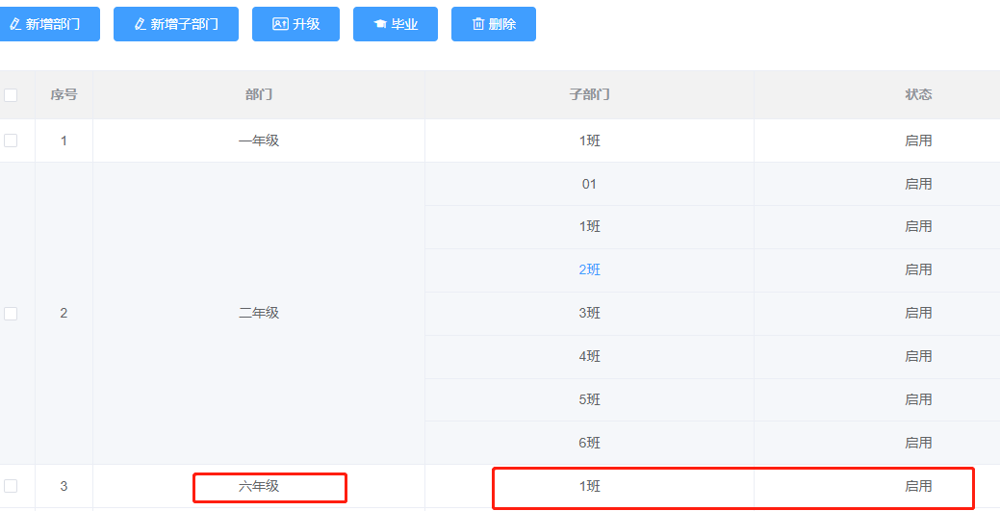 新增部门 新增子部门 升级 毕业 删除
序号 部门 子部门 状态
1 一年级 1班 启用
01 启用
1班 启用
2班 启用
2 二年级 3班 启用
4班 启用
5班 启用
6班 启用
3 六年级 1班 启用